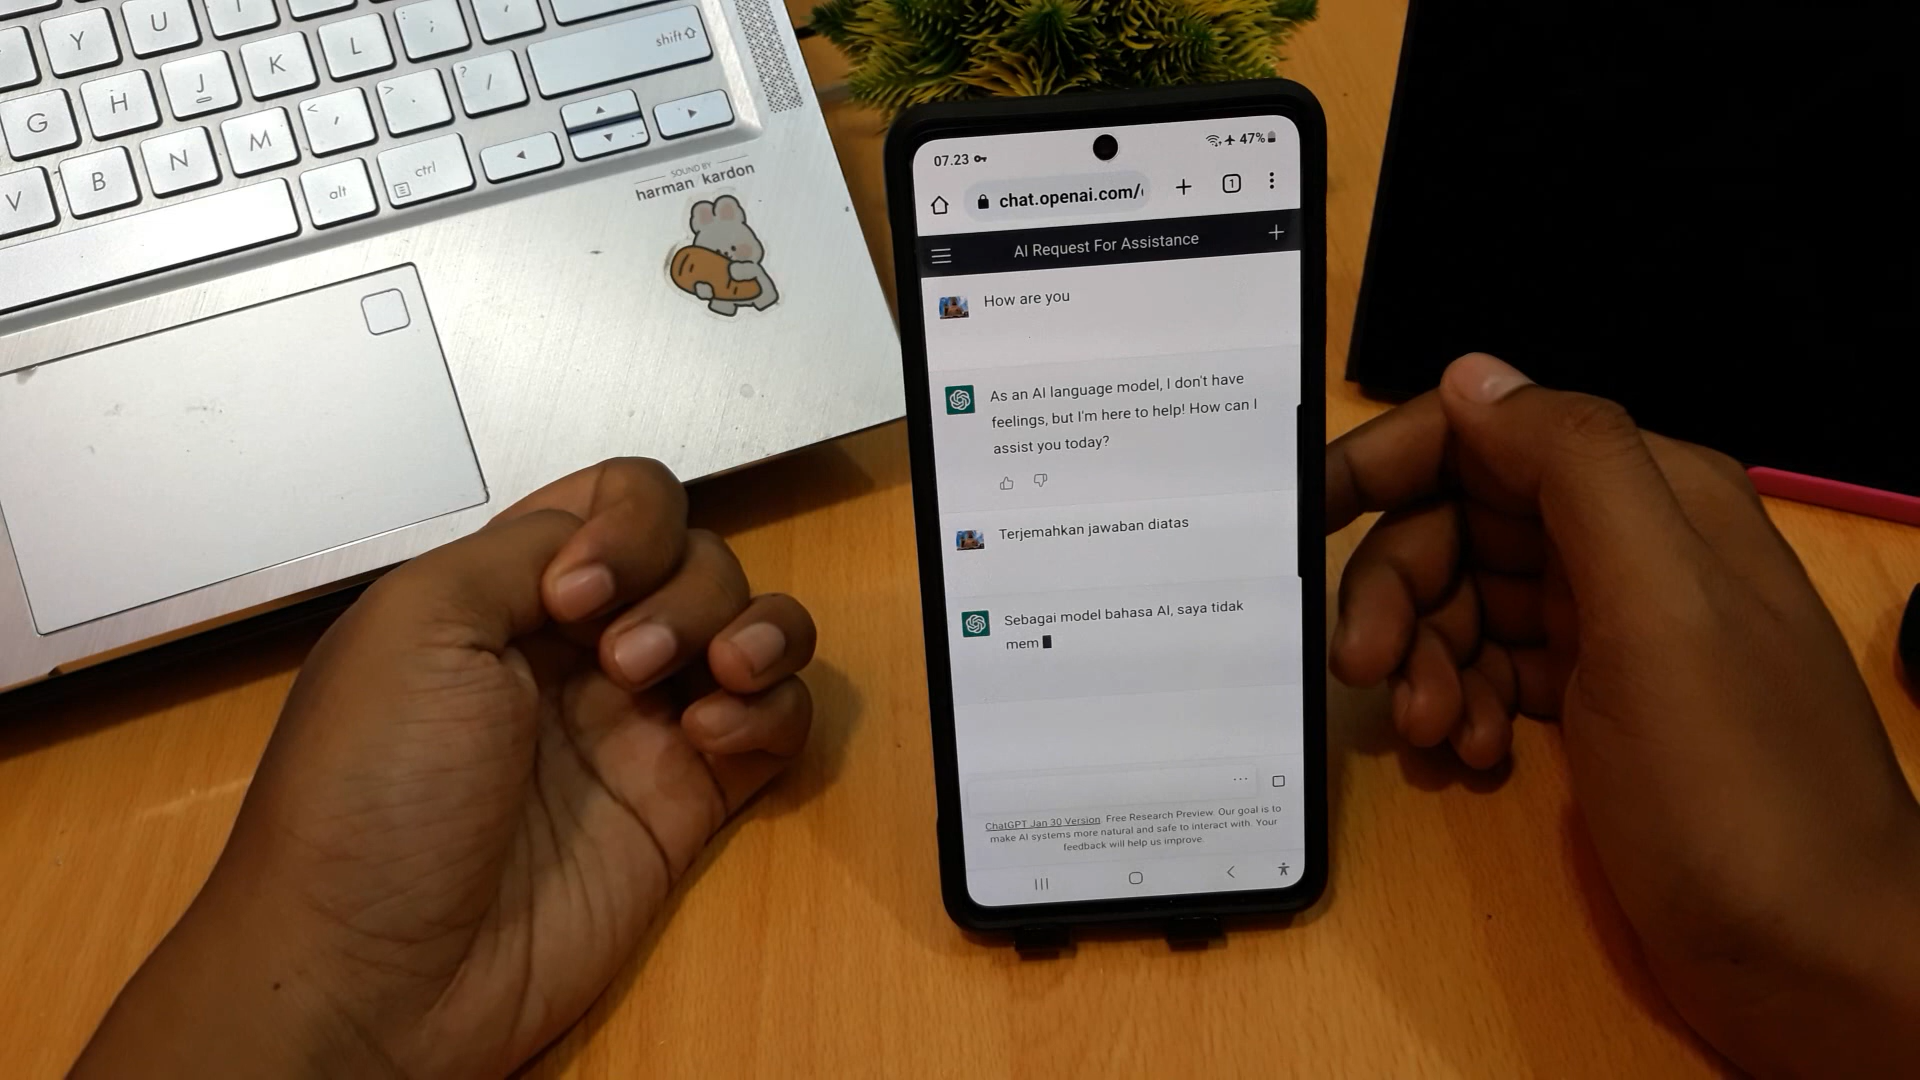 Y U I
G H J K L ; '
shift
V B N M < , > . ? /
alt ctrl
SOUND BY
harman/kardon
07.23 47%
chat.openai.com/
1
AI Request For Assistance
How are you
As an AI language model, I don't have
feelings, but I'm here to help! How can I
assist you today?
Terjemahkan jawaban diatas
Sebagai model bahasa AI, saya tidak
mem
...
ChatGPT Jan 30 Version. Free Research Preview. Our goal is to
make AI systems more natural and safe to interact with. Your
feedback will help us improve.